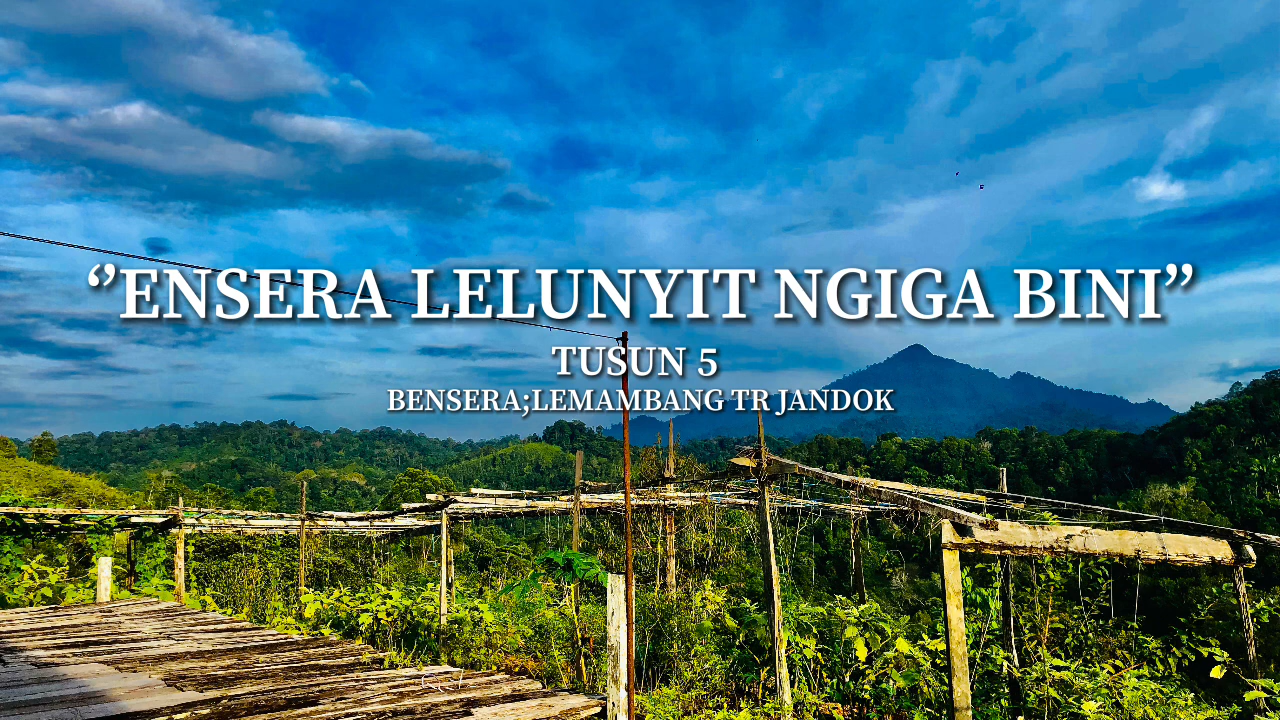 ‘’ENSERA LELUNYIT NGIGA BINI’’
TUSUN 5
BENSERA;LEMAMBANG TR JANDOK